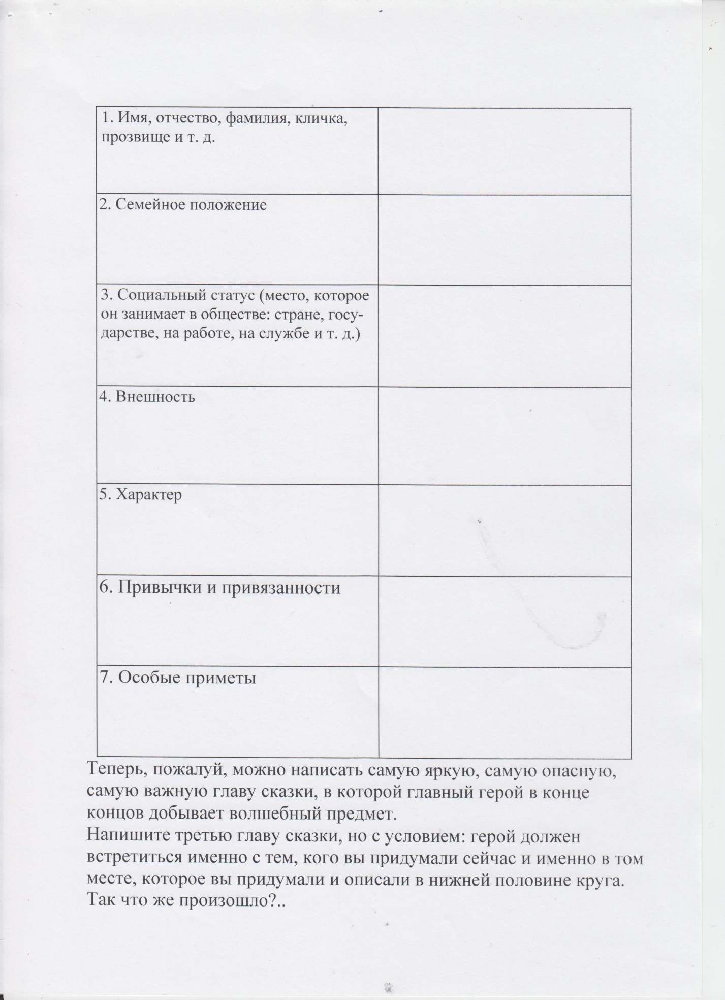 1. Имя, отчество, фамилия, кличка,
прозвище и т. д.
2. Семейное положение
3. Социальный статус (место, которое
он занимает в обществе: стране, госу-
дарстве, на работе, на службе и т. д.)
4. Внешность
5. Характер
6. Привычки и привязанности
7. Особые приметы
Теперь, пожалуй, можно написать самую яркую, самую опасную,
самую важную главу сказки, в которой главный герой в конце
концов добывает волшебный предмет.
Напишите третью главу сказки, но с условием: герой должен
встретиться именно с тем, кого вы придумали сейчас и именно в том
месте, которое вы придумали и описали в нижней половине круга.
Так что же произошло?..